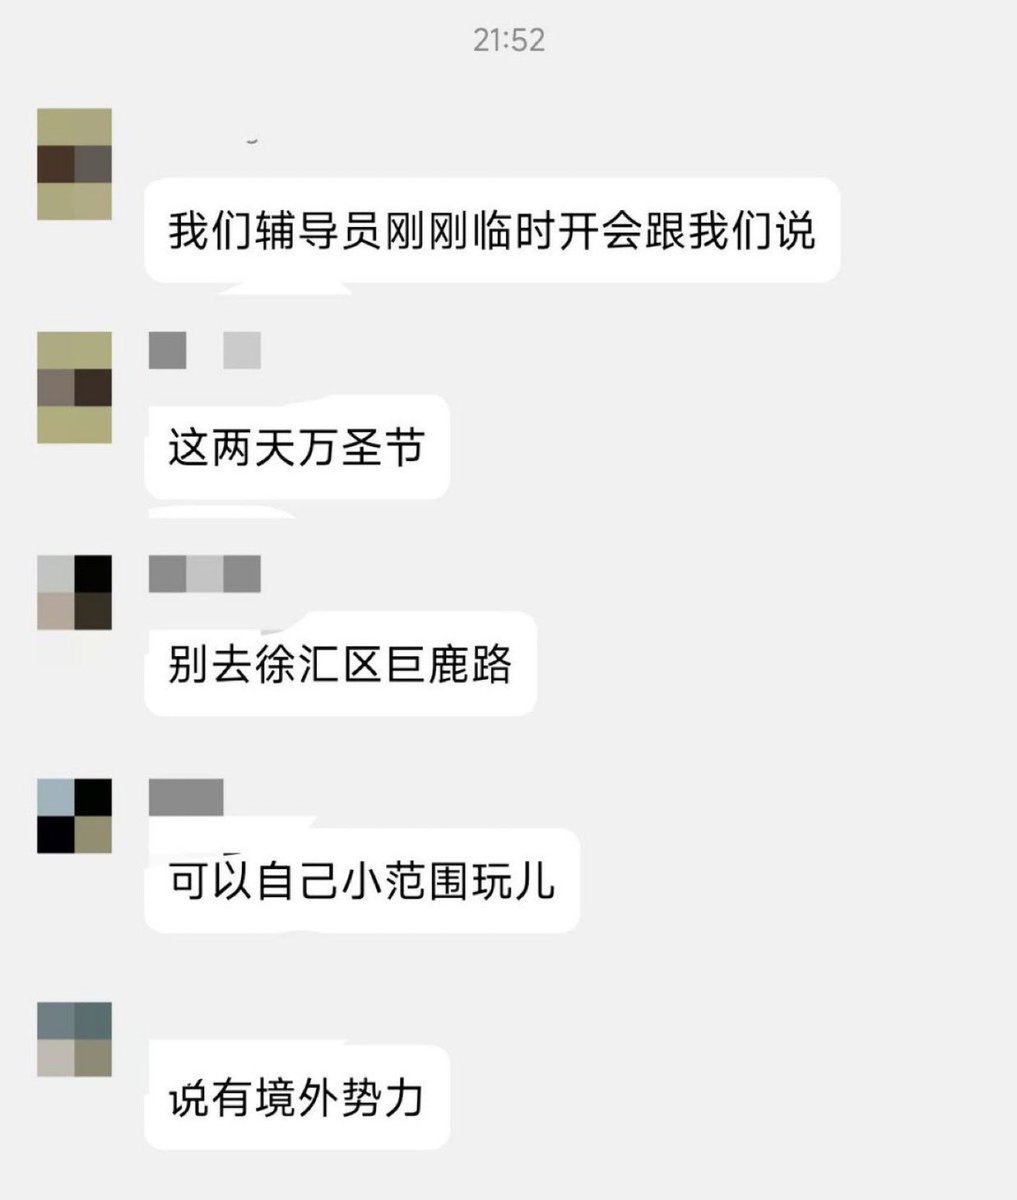 21:52
我们辅导员刚刚临时开会跟我们说
这两天万圣节
别去徐汇区巨鹿路
可以自己小范围玩儿
说有境外势力